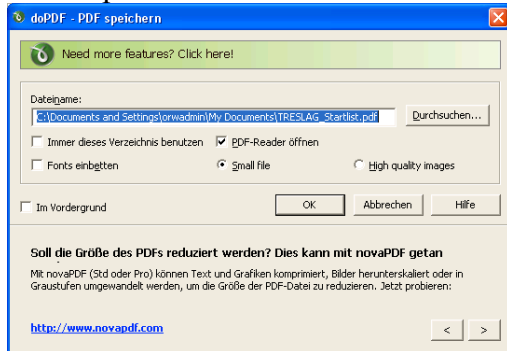 doPDF - PDF speichern
Need more features? Click here!
Dateiname:
C:\Documents and Settings\orwadmin\My Documents\TRESLAG_Startlist.pdf
Durchsuchen...
Immer dieses Verzeichnis benutzen
PDF-Reader öffnen
Fonts einbetten
Small file
High quality images
Im Vordergrund
OK
Abbrechen
Hilfe
Soll die Größe des PDFs reduziert werden? Dies kann mit novaPDF getan
Mit novaPDF (Std oder Pro) können Text und Grafiken komprimiert, Bilder herunterskaliert oder in
Graustufen umgewandelt werden, um die Größe der PDF-Datei zu reduzieren. Jetzt probieren:
http://www.novapdf.com
< >